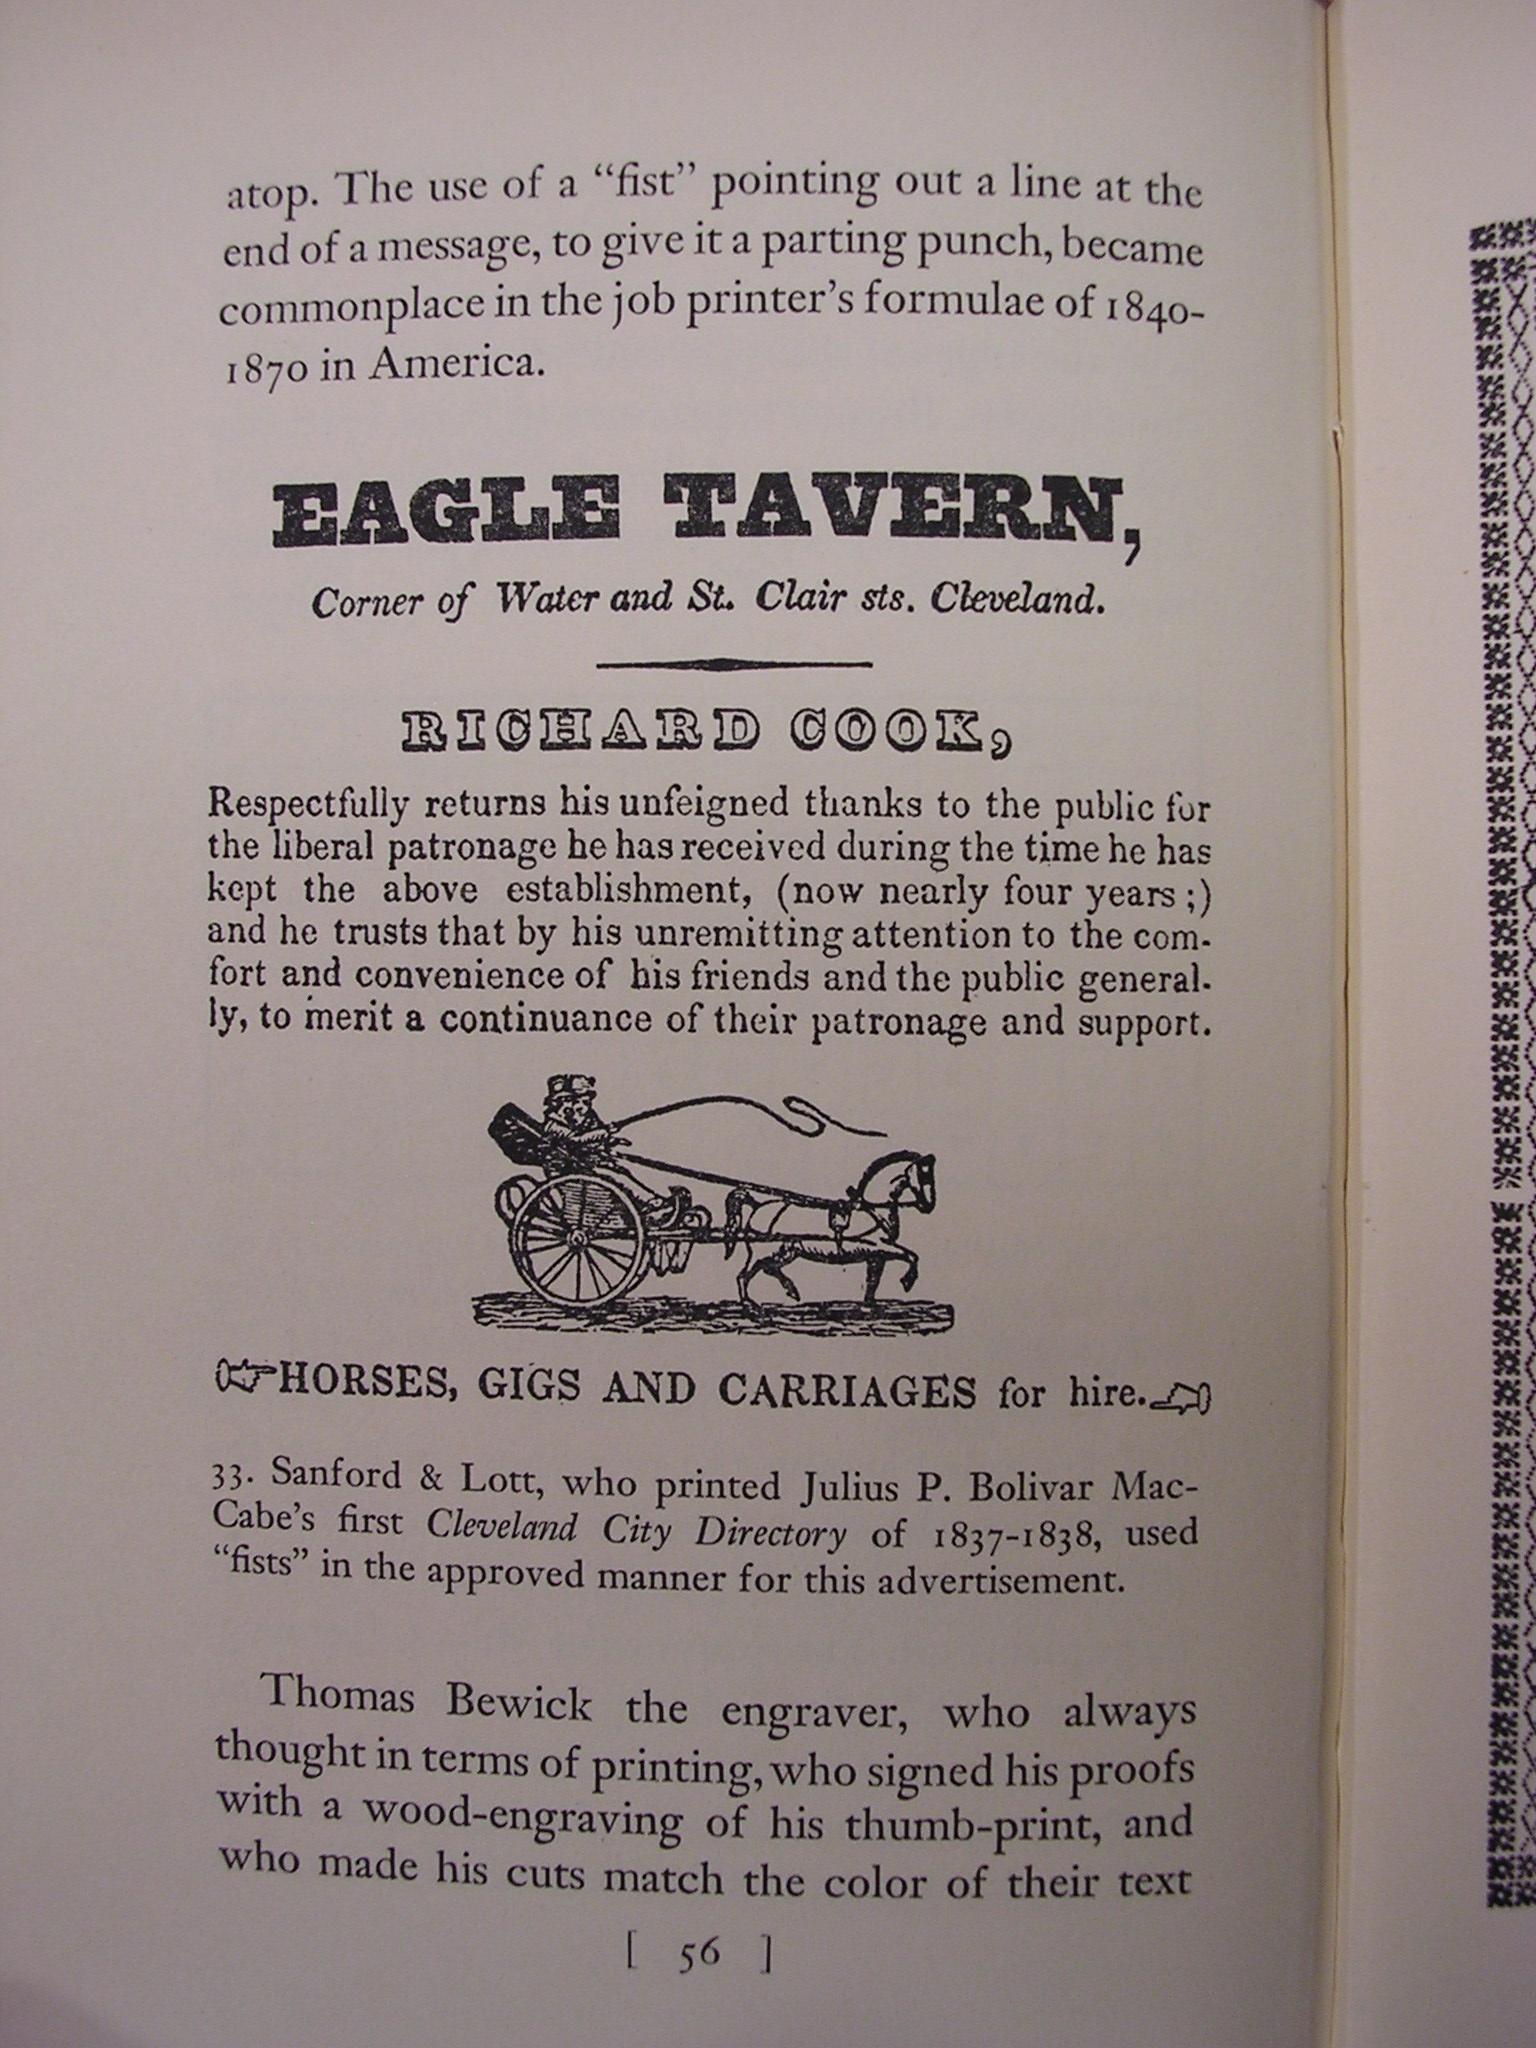 atop. The use of a “fist” pointing out a line at the
end of a message, to give it a parting punch, became
commonplace in the job printer’s formulae of 1840-
1870 in America.
EAGLE TAVERN,
Corner of Water and St. Clair sts. Cleveland.
RICHARD COOK,
Respectfully returns his unfeigned thanks to the public for
the liberal patronage he has received during the time he has
kept the above establishment, (now nearly four years ;)
and he trusts that by his unremitting attention to the com-
fort and convenience of his friends and the public general-
ly, to merit a continuance of their patronage and support.
☞HORSES, GIGS AND CARRIAGES for hire.☜
33. Sanford & Lott, who printed Julius P. Bolivar Mac-
Cabe’s first Cleveland City Directory of 1837-1838, used
“fists” in the approved manner for this advertisement.
Thomas Bewick the engraver, who always
thought in terms of printing, who signed his proofs
with a wood-engraving of his thumb-print, and
who made his cuts match the color of their text
[ 56 ]